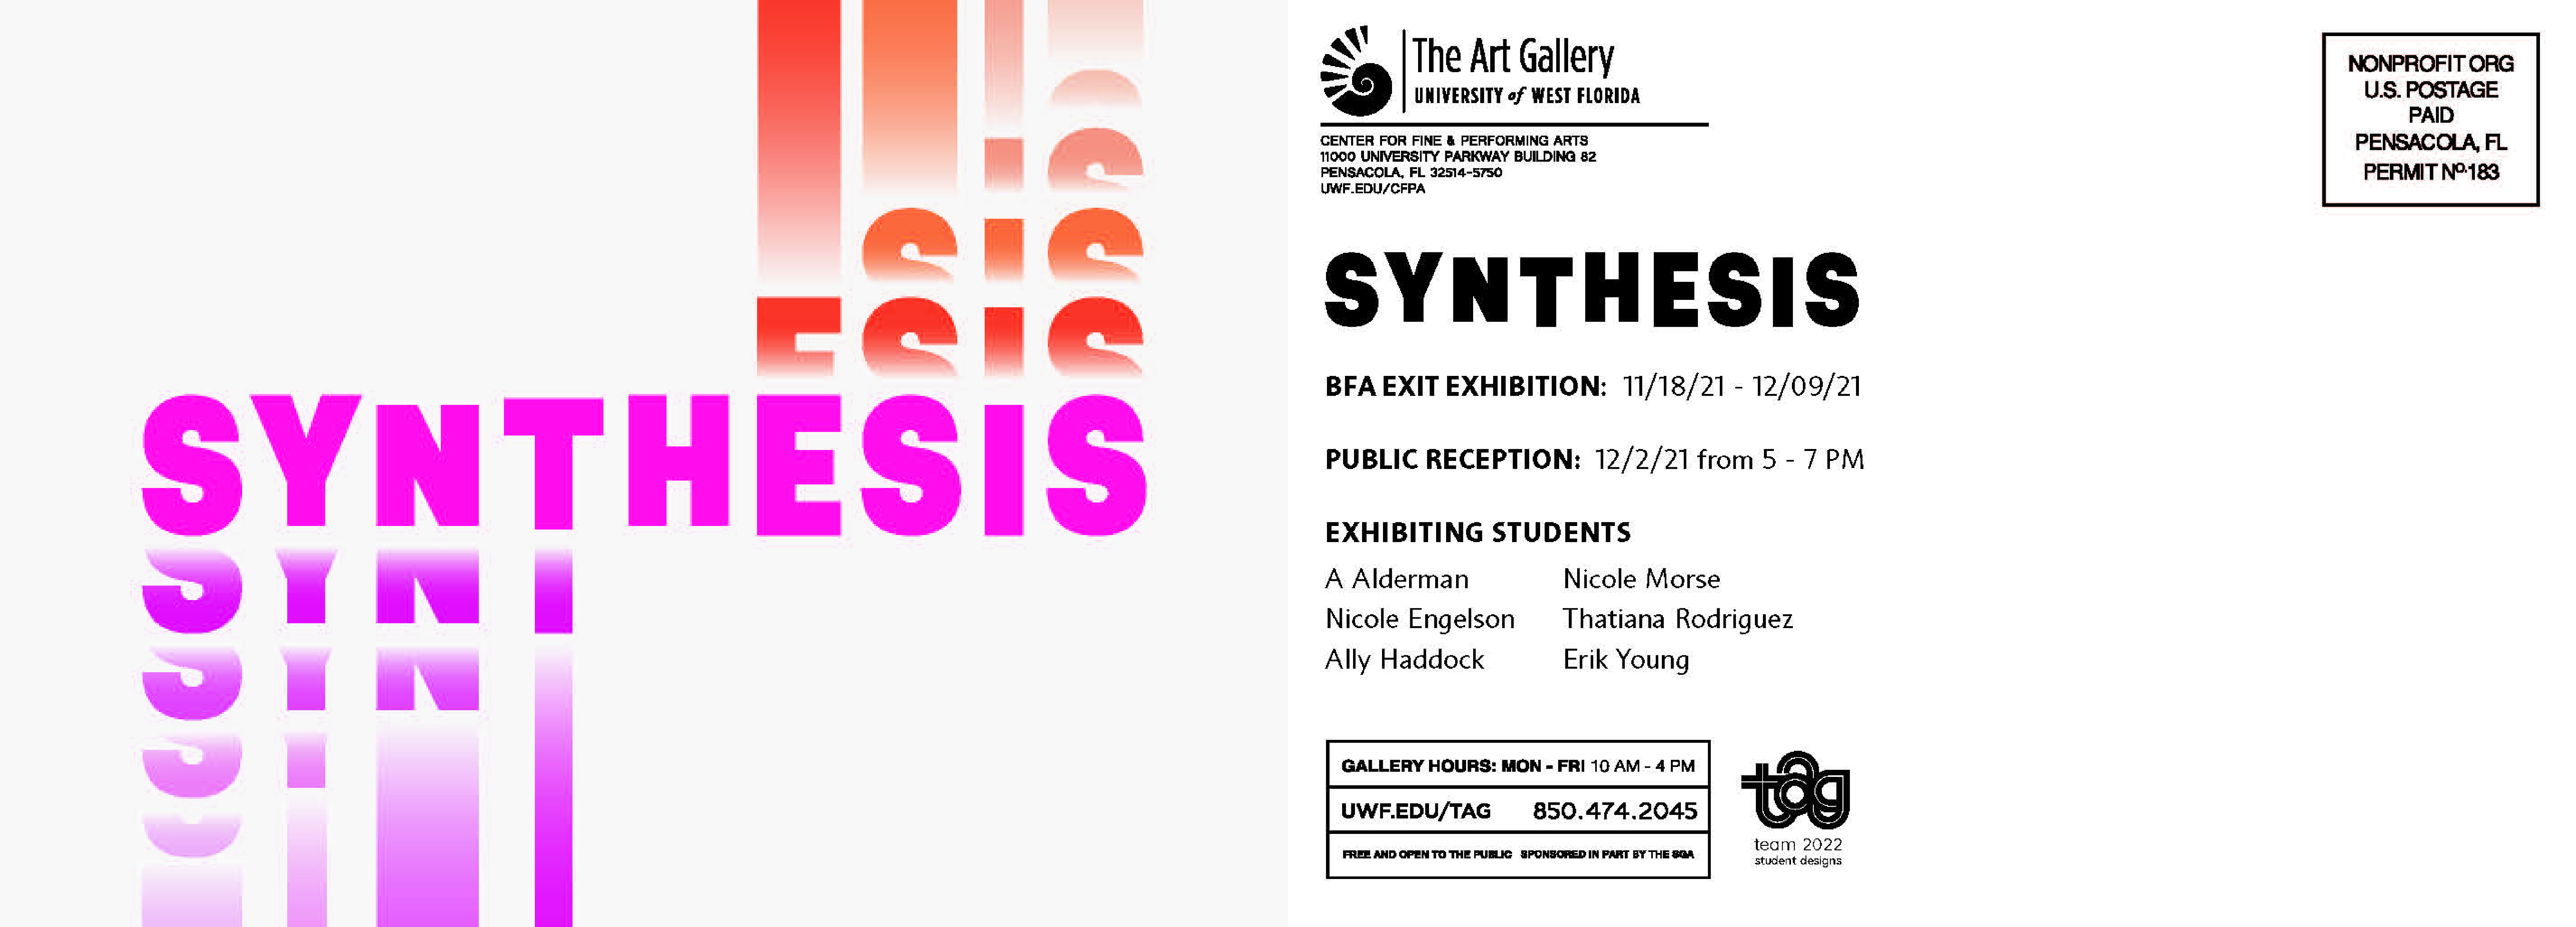 SIS
ESIS
SYNTHESIS
SYN
SYN
The Art Gallery
UNIVERSITY of WEST FLORIDA
CENTER FOR FINE & PERFORMING ARTS
11000 UNIVERSITY PARKWAY BUILDING 82
PENSACOLA, FL 32514-5750
UWF.EDU/CFPA
NONPROFIT ORG
U.S. POSTAGE
PAID
PENSACOLA, FL
PERMIT Nº183
SYNTHESIS
BFA EXIT EXHIBITION: 11/18/21 - 12/09/21
PUBLIC RECEPTION: 12/2/21 from 5 - 7 PM
EXHIBITING STUDENTS
A Alderman
Nicole Engelson
Ally Haddock
Nicole Morse
Thatiana Rodriguez
Erik Young
GALLERY HOURS: MON - FRI 10 AM - 4 PM
UWF.EDU/TAG 850.474.2045
FREE AND OPEN TO THE PUBLIC SPONSORED IN PART BY THE SGA
tag
team 2022
student designs